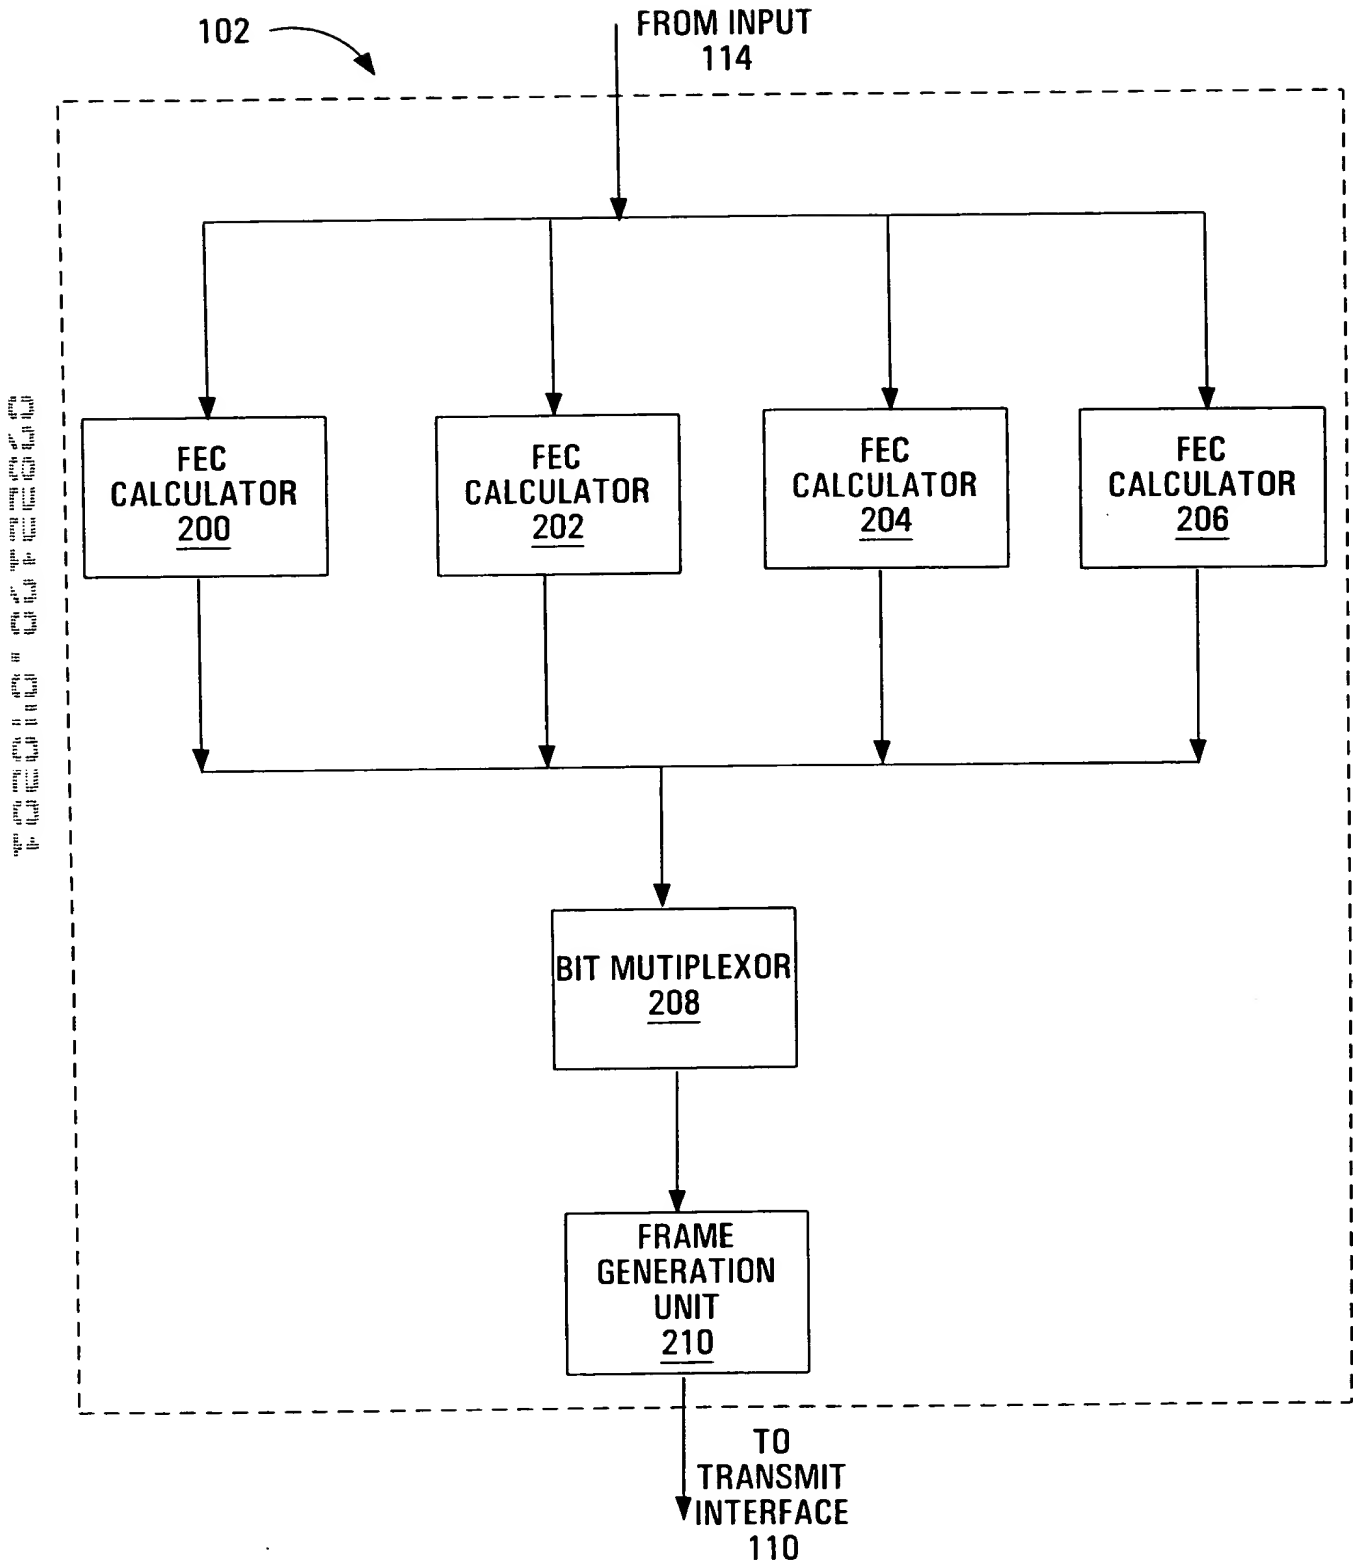 102
FROM INPUT
114
FEC
CALCULATOR
200
FEC
CALCULATOR
202
FEC
CALCULATOR
204
FEC
CALCULATOR
206
BIT MUTIPLEXOR
208
FRAME
GENERATION
UNIT
210
TO
TRANSMIT
INTERFACE
110